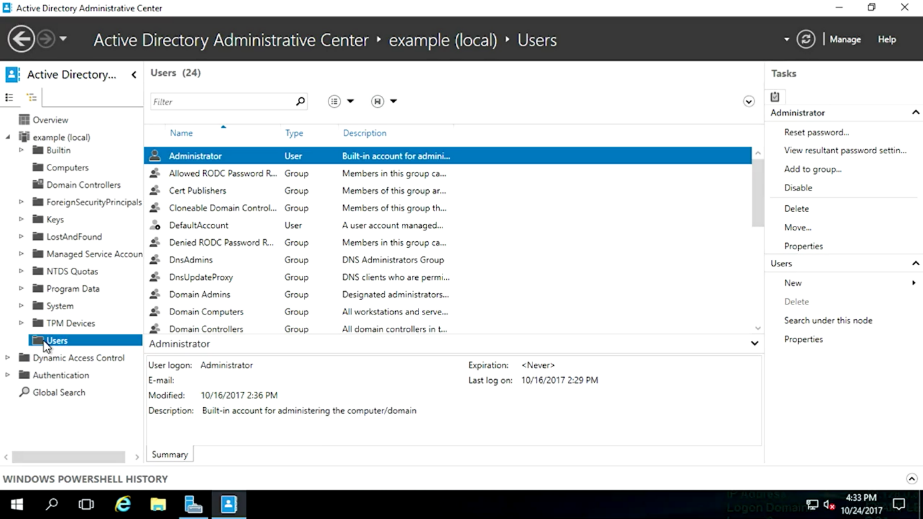 Active Directory Administrative Center
Active Directory Administrative Center example (local) Users
Manage
Help
Active Directory...
Overview
example (local)
Builtin
Computers
Domain Controllers
ForeignSecurityPrincipals
Keys
LostAndFound
Managed Service Accoun
NTDS Quotas
Program Data
System
TPM Devices
Users
Dynamic Access Control
Authentication
Global Search
Users (24)
Filter
Name Type Description
Administrator User Built-in account for admini...
Allowed RODC Password R... Group Members in this group ca...
Cert Publishers Group Members of this group ar...
Cloneable Domain Control... Group Members of this group th...
DefaultAccount User A user account managed...
Denied RODC Password R... Group Members in this group ca...
DnsAdmins Group DNS Administrators Group
DnsUpdateProxy Group DNS clients who are permi...
Domain Admins Group Designated administrators...
Domain Computers Group All workstations and serve...
Domain Controllers Group All domain controllers in t...
Administrator
User logon: Administrator
E-mail:
Modified: 10/16/2017 2:36 PM
Description: Built-in account for administering the computer/domain
Expiration: <Never>
Last log on: 10/16/2017 2:29 PM
Summary
Tasks
Administrator
Reset password...
View resultant password settin...
Add to group...
Disable
Delete
Move...
Properties
Users
New
Delete
Search under this node
Properties
WINDOWS POWERSHELL HISTORY
IP Address
Logon Domain
4:33 PM
10/24/2017